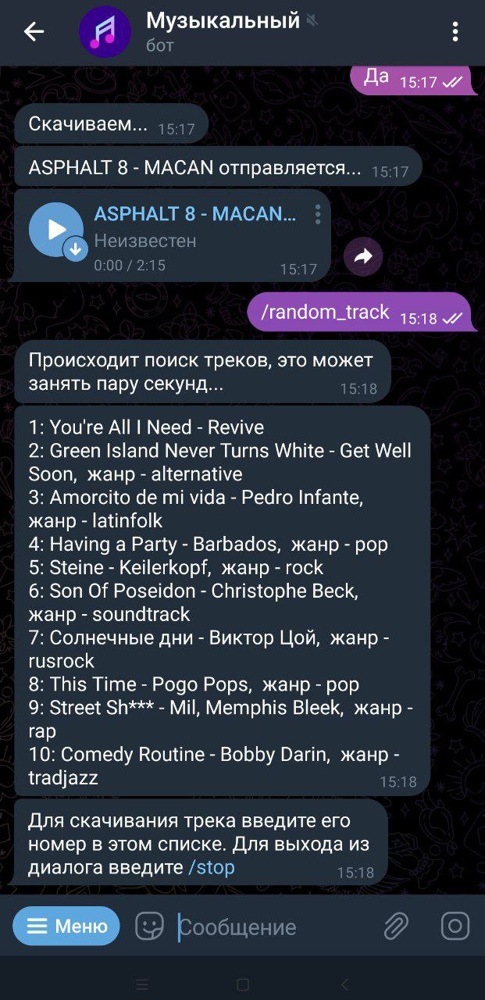 Музыкальный
бот
Да 15:17
Скачиваем... 15:17
ASPHALT 8 - MACAN отправляется... 15:17
ASPHALT 8 - MACAN...
Неизвестен
0:00 / 2:15
15:17
/random_track 15:18
Происходит поиск треков, это может
занять пару секунд...
15:18
1: You're All I Need - Revive
2: Green Island Never Turns White - Get Well
Soon,  жанр - alternative
3: Amorcito de mi vida - Pedro Infante,
жанр - latinfolk
4: Having a Party - Barbados,  жанр - pop
5: Steine - Keilerkopf,  жанр - rock
6: Son Of Poseidon - Christophe Beck,
жанр - soundtrack
7: Солнечные дни - Виктор Цой,  жанр -
rusrock
8: This Time - Pogo Pops,  жанр - pop
9: Street Sh*** - Mil, Memphis Bleek,  жанр -
rap
10: Comedy Routine - Bobby Darin,  жанр -
tradjazz
15:18
Для скачивания трека введите его
номер в этом списке. Для выхода из
диалога введите /stop
15:18
Меню
Сообщение